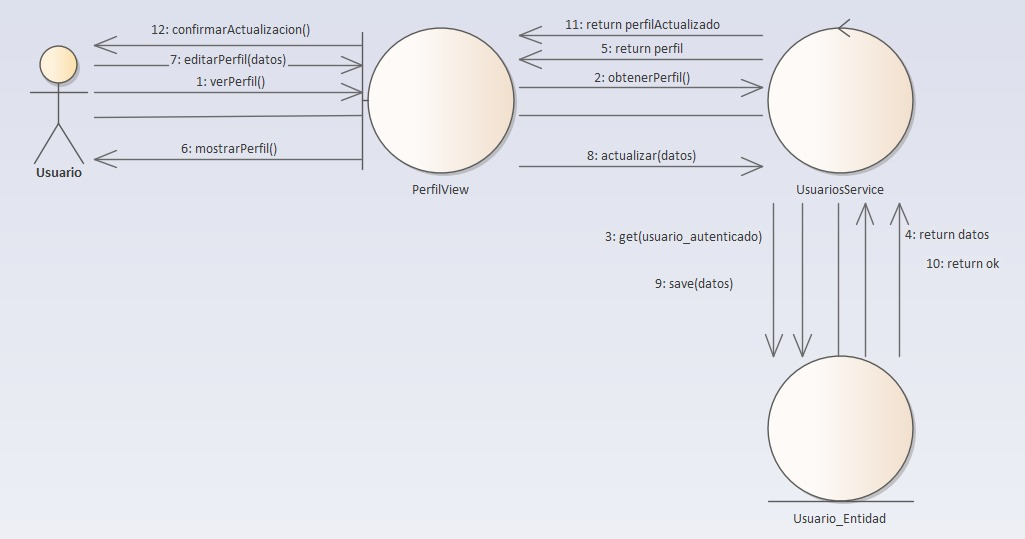 12: confirmarActualizacion()
7: editarPerfil(datos)
1: verPerfil()
6: mostrarPerfil()
Usuario
11: return perfilActualizado
5: return perfil
2: obtenerPerfil()
8: actualizar(datos)
PerfilView
UsuariosService
3: get(usuario_autenticado)
4: return datos
10: return ok
9: save(datos)
Usuario_Entidad